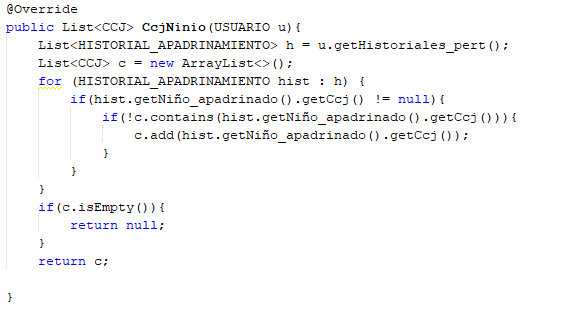 @Override
public List<CCJ> CcjNinio(USUARIO u){
    List<HISTORIAL_APADRINAMIENTO> h = u.getHistoriales_pert();
    List<CCJ> c = new ArrayList<>();
    for (HISTORIAL_APADRINAMIENTO hist : h) {
        if(hist.getNiño_apadrinado().getCcj() != null){
            if(!c.contains(hist.getNiño_apadrinado().getCcj())){
                c.add(hist.getNiño_apadrinado().getCcj());
            }
        }
    }
    if(c.isEmpty()){
        return null;
    }
    return c;
}